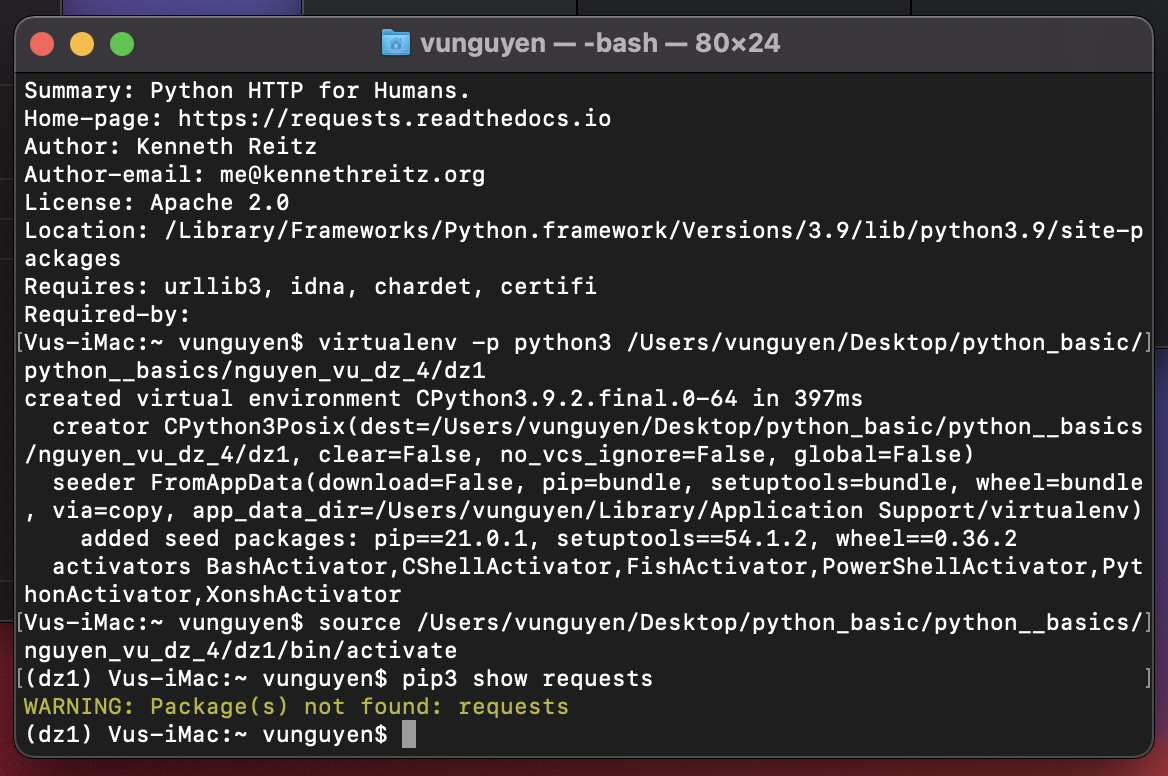 vunguyen — -bash — 80×24
Summary: Python HTTP for Humans.
Home-page: https://requests.readthedocs.io
Author: Kenneth Reitz
Author-email: me@kennethreitz.org
License: Apache 2.0
Location: /Library/Frameworks/Python.framework/Versions/3.9/lib/python3.9/site-p
ackages
Requires: urllib3, idna, chardet, certifi
Required-by:
[Vus-iMac:~ vunguyen$ virtualenv -p python3 /Users/vunguyen/Desktop/python_basic/]
python__basics/nguyen_vu_dz_4/dz1
created virtual environment CPython3.9.2.final.0-64 in 397ms
  creator CPython3Posix(dest=/Users/vunguyen/Desktop/python_basic/python__basics
/nguyen_vu_dz_4/dz1, clear=False, no_vcs_ignore=False, global=False)
  seeder FromAppData(download=False, pip=bundle, setuptools=bundle, wheel=bundle
, via=copy, app_data_dir=/Users/vunguyen/Library/Application Support/virtualenv)
    added seed packages: pip==21.0.1, setuptools==54.1.2, wheel==0.36.2
  activators BashActivator,CShellActivator,FishActivator,PowerShellActivator,Pyt
honActivator,XonshActivator
[Vus-iMac:~ vunguyen$ source /Users/vunguyen/Desktop/python_basic/python__basics/]
nguyen_vu_dz_4/dz1/bin/activate
[(dz1) Vus-iMac:~ vunguyen$ pip3 show requests ]
WARNING: Package(s) not found: requests
(dz1) Vus-iMac:~ vunguyen$